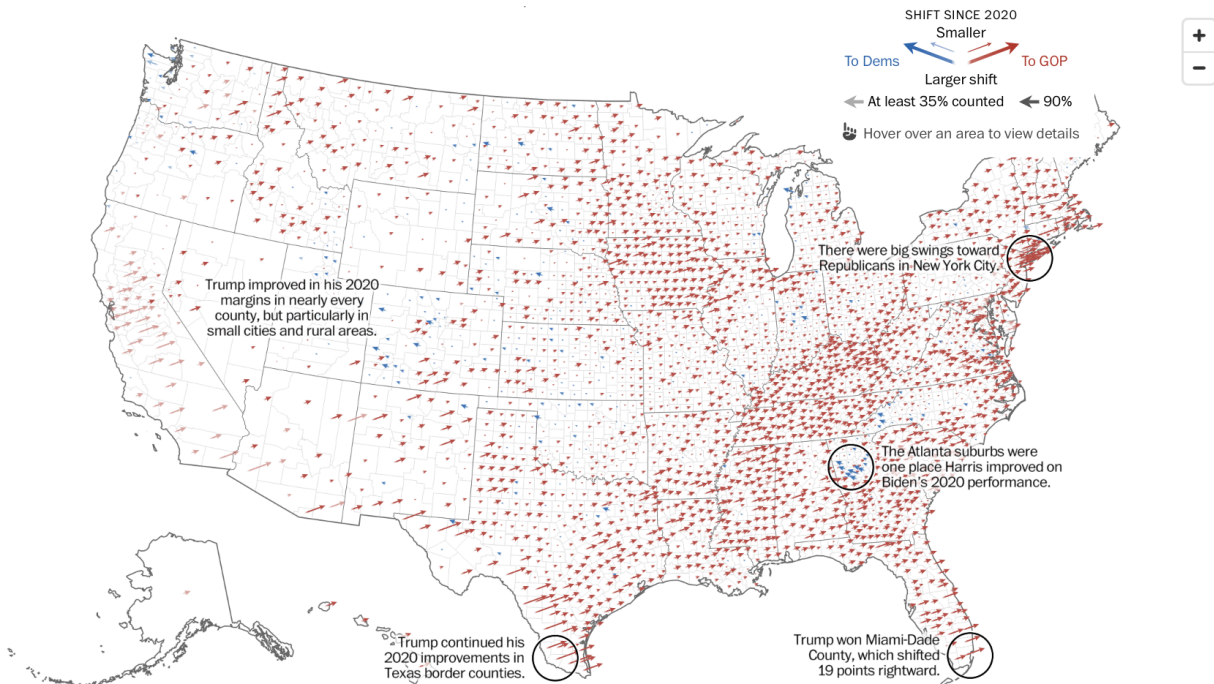 SHIFT SINCE 2020
Smaller
To Dems
To GOP
Larger shift
At least 35% counted
90%
Hover over an area to view details
+
−
There were big swings toward
Republicans in New York City.
Trump improved in his 2020
margins in nearly every
county, but particularly in
small cities and rural areas.
The Atlanta suburbs were
one place Harris improved on
Biden's 2020 performance.
Trump continued his
2020 improvements in
Texas border counties.
Trump won Miami-Dade
County, which shifted
19 points rightward.